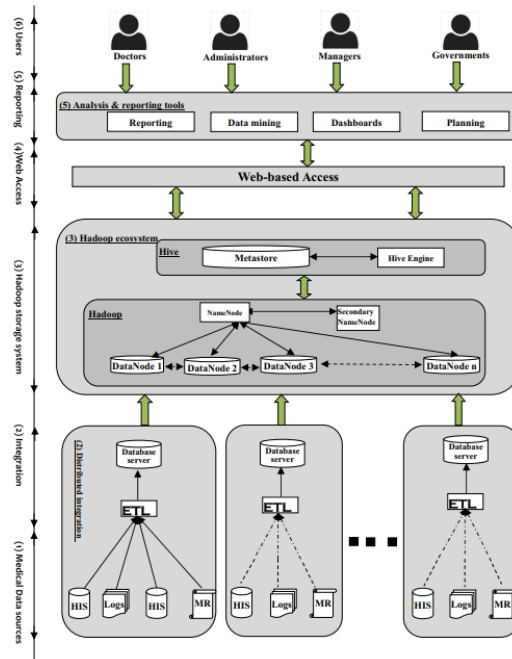 (6) Users
Doctors
Administrators
Managers
Governments
(5) Reporting
(5) Analysis & reporting tools
Reporting
Data mining
Dashboards
Planning
(4)Web Access
Web-based Access
(3) Hadoop storage system
(3) Hadoop ecosystem
Hive
Metastore
Hive Engine
Hadoop
NameNode
Secondary
NameNode
DataNode 1
DataNode 2
DataNode 3
DataNode n
(2) Integration
(2) Distributed integration
Database
server
ETL
Database
server
ETL
Database
server
ETL
(1) Medical Data sources
HIS
Logs
HIS
MR
HIS
Logs
MR
HIS
Logs
MR